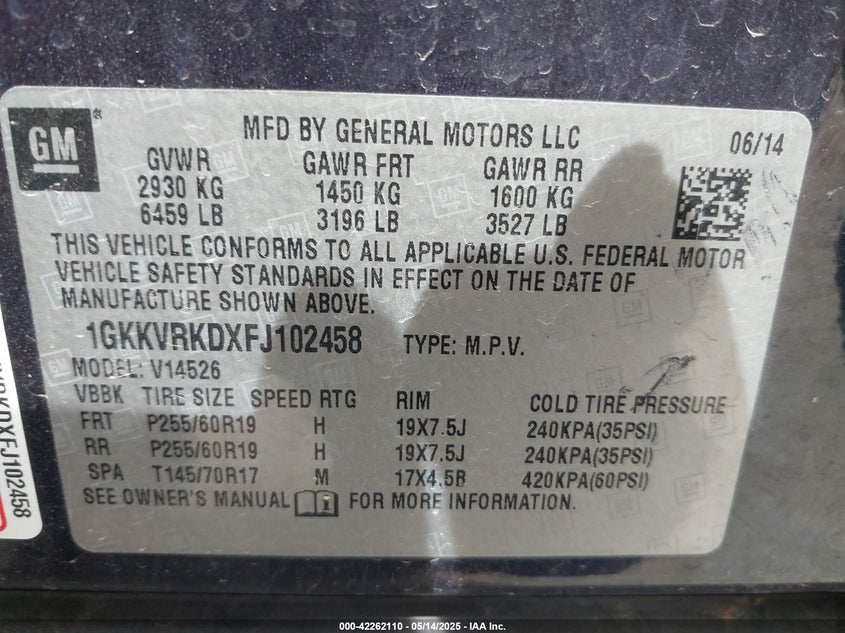 GM
MFD BY GENERAL MOTORS LLC
06/14
GVWR GAWR FRT GAWR RR
2930 KG 1450 KG 1600 KG
6459 LB 3196 LB 3527 LB
THIS VEHICLE CONFORMS TO ALL APPLICABLE U.S. FEDERAL MOTOR
VEHICLE SAFETY STANDARDS IN EFFECT ON THE DATE OF
MANUFACTURE SHOWN ABOVE.
1GKKVRKDXFJ102458 TYPE: M.P.V.
MODEL: V14526
VBBK TIRE SIZE SPEED RTG RIM COLD TIRE PRESSURE
FRT P255/60R19 H 19X7.5J 240KPA(35PSI)
RR P255/60R19 H 19X7.5J 240KPA(35PSI)
SPA T145/70R17 M 17X4.5B 420KPA(60PSI)
SEE OWNER'S MANUAL FOR MORE INFORMATION.
RKDXFJ102458
000-42262110 - 05/14/2025 - IAA Inc.